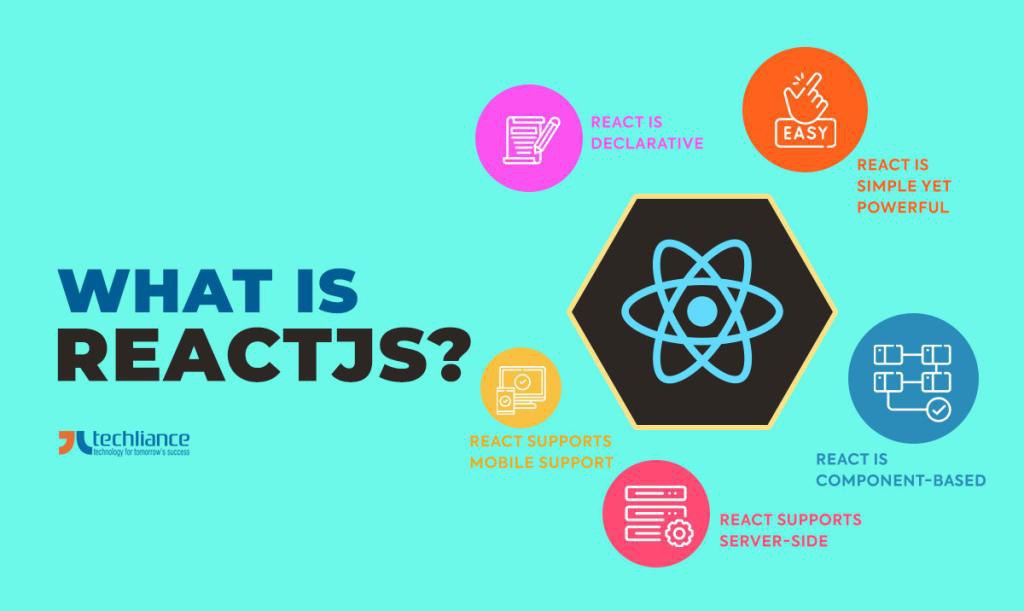 WHAT IS
REACTJS?
techliance
technology for tomorrow's success
REACT IS
DECLARATIVE
EASY
REACT IS
SIMPLE YET
POWERFUL
REACT SUPPORTS
MOBILE SUPPORT
REACT IS
COMPONENT-BASED
REACT SUPPORTS
SERVER-SIDE